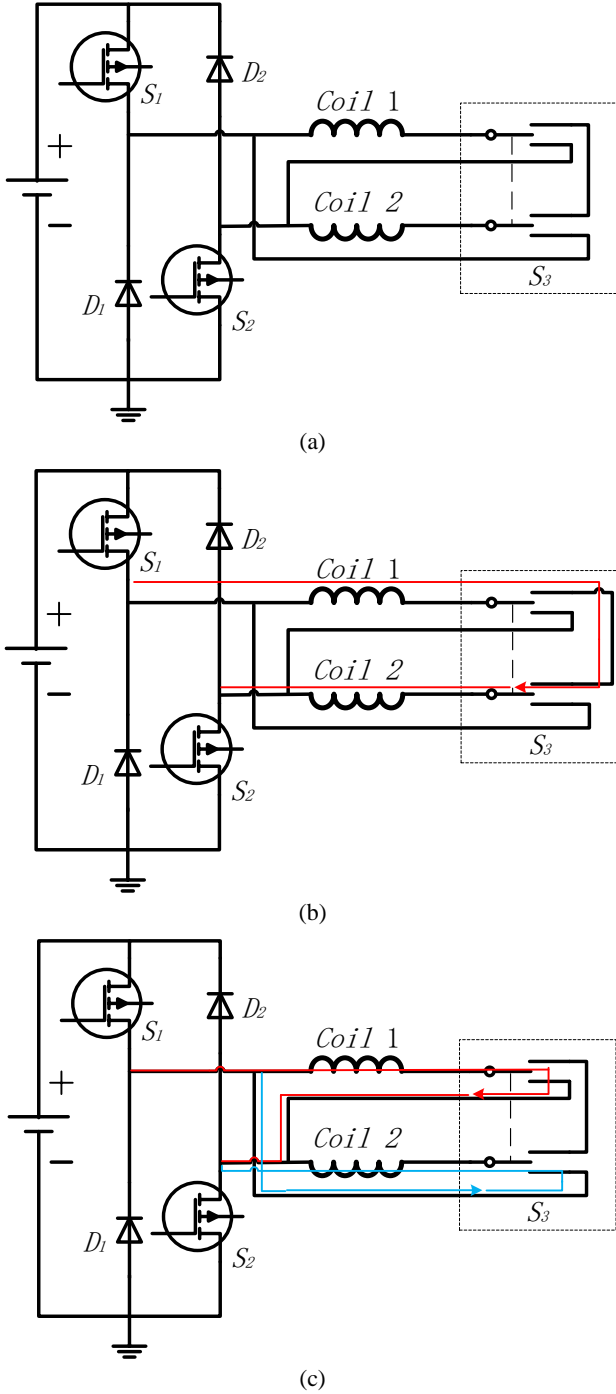 S1
D2
Coil 1
+
−
Coil 2
D1
S2
S3
(a)
S1
D2
Coil 1
+
−
Coil 2
D1
S2
S3
(b)
S1
D2
Coil 1
+
−
Coil 2
D1
S2
S3
(c)